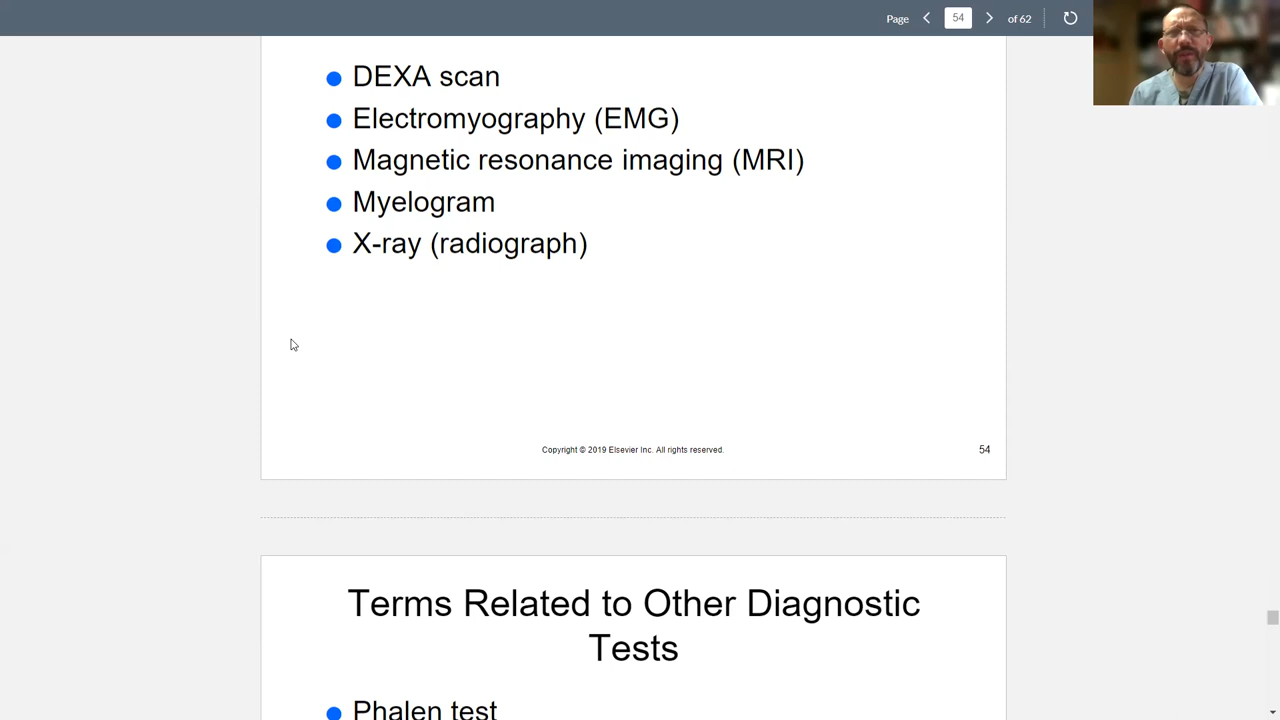 Page 54 of 62
DEXA scan
Electromyography (EMG)
Magnetic resonance imaging (MRI)
Myelogram
X-ray (radiograph)
Copyright © 2019 Elsevier Inc. All rights reserved.
54
Terms Related to Other Diagnostic
Tests
Phalen test